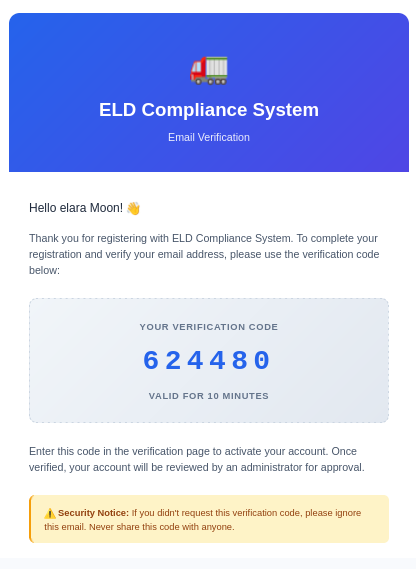 ELD Compliance System
Email Verification
Hello elara Moon! 👋
Thank you for registering with ELD Compliance System. To complete your
registration and verify your email address, please use the verification code
below:
YOUR VERIFICATION CODE
624480
VALID FOR 10 MINUTES
Enter this code in the verification page to activate your account. Once
verified, your account will be reviewed by an administrator for approval.
⚠️ Security Notice: If you didn't request this verification code, please ignore
this email. Never share this code with anyone.